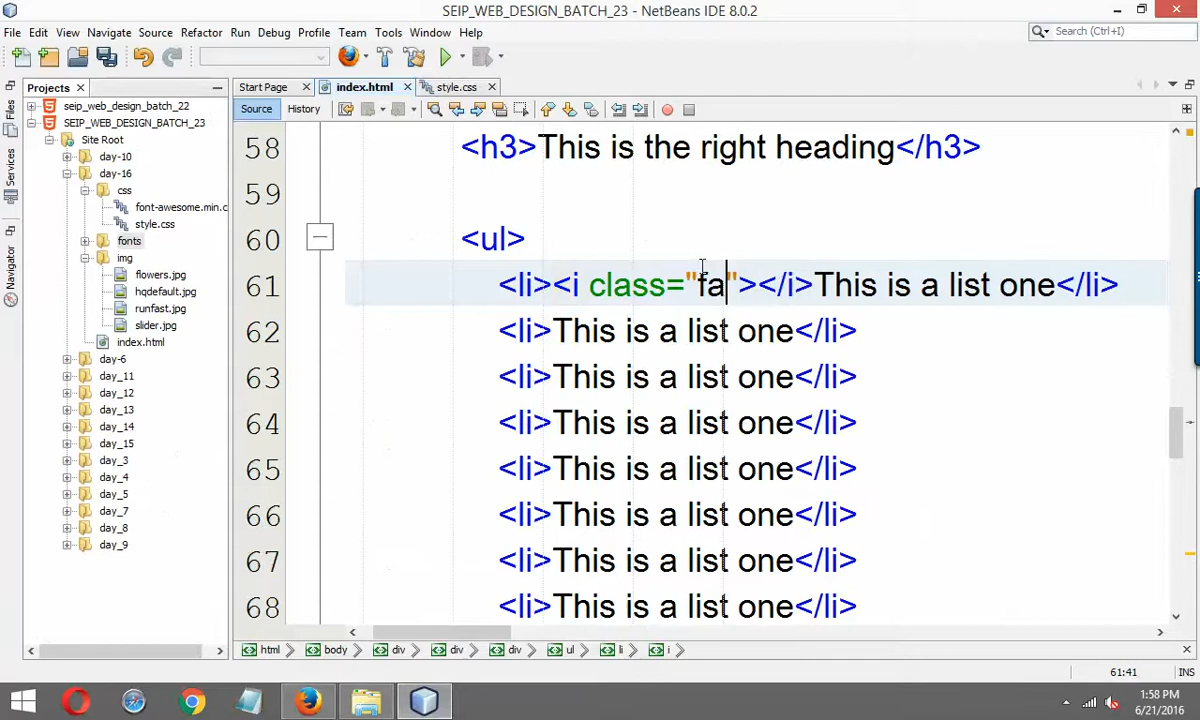 SEIP_WEB_DESIGN_BATCH_23 - NetBeans IDE 8.0.2
File Edit View Navigate Source Refactor Run Debug Profile Team Tools Window Help
Search (Ctrl+I)
Projects
Start Page
index.html
style.css
Source
History
Files
Services
Navigator
seip_web_design_batch_22
SEIP_WEB_DESIGN_BATCH_23
Site Root
day-10
day-16
css
font-awesome.min.c
style.css
fonts
img
flowers.jpg
hqdefault.jpg
runfast.jpg
slider.jpg
index.html
day-6
day_11
day_12
day_13
day_14
day_15
day_3
day_4
day_5
day_7
day_8
day_9
58 <h3>This is the right heading</h3>
59
60 <ul>
61 <li><i class="fa"></i>This is a list one</li>
62 <li>This is a list one</li>
63 <li>This is a list one</li>
64 <li>This is a list one</li>
65 <li>This is a list one</li>
66 <li>This is a list one</li>
67 <li>This is a list one</li>
68 <li>This is a list one</li>
html body div div div ul li i
61:41 INS
1:58 PM
6/21/2016